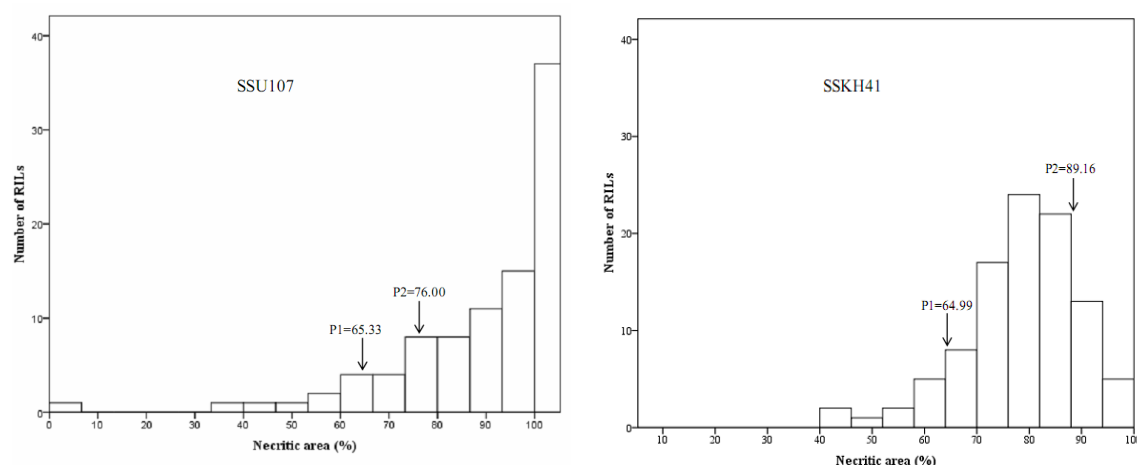 SSU107
40
30
20
10
0
Number of RILs
P1=65.33
P2=76.00
0 10 20 30 40 50 60 70 80 90 100
Necritic area (%)
SSKH41
40
30
20
10
0
Number of RILs
P1=64.99
P2=89.16
10 20 30 40 50 60 70 80 90 100
Necritic area (%)